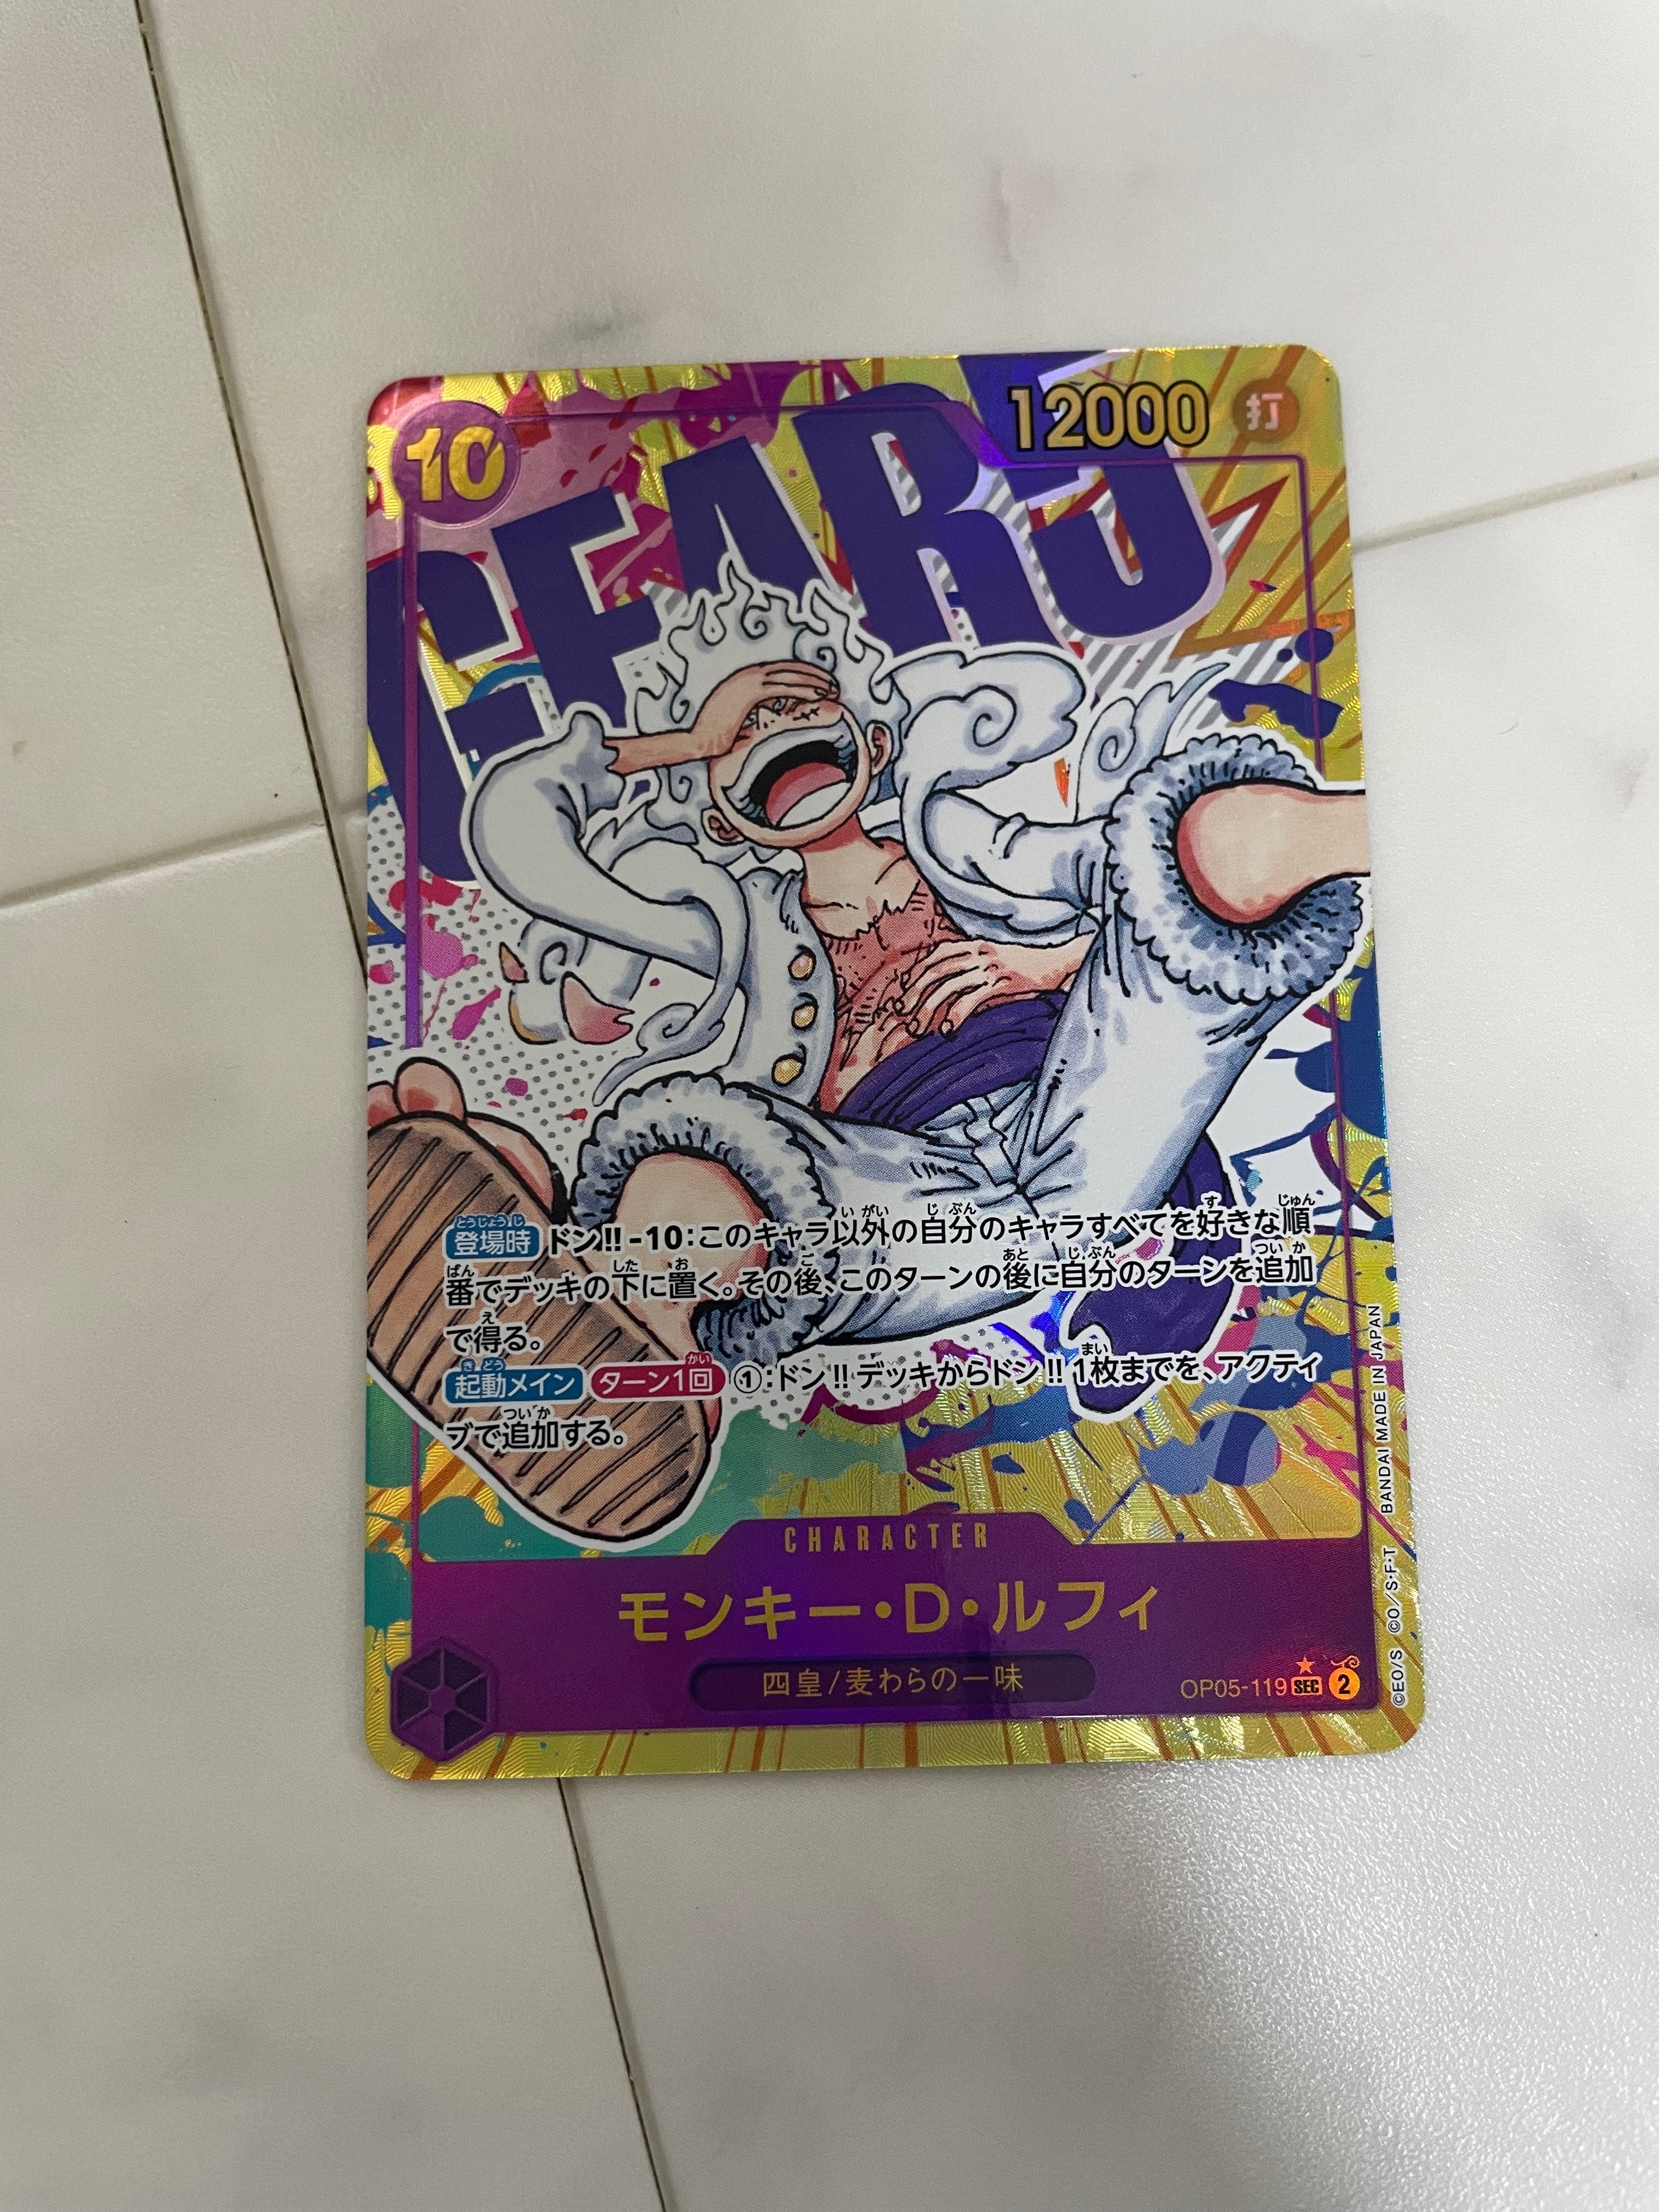 10
12000 打
GEAR5
登場時 ドン!!-10:このキャラ以外の自分のキャラすべてを好きな順
番でデッキの下に置く。その後、このターンの後に自分のターンを追加
で得る。
起動メイン ターン1回 ①:ドン!!デッキからドン!!1枚までを、アクティ
ブで追加する。
CHARACTER
モンキー・D・ルフィ
四皇/麦わらの一味
OP05-119 ★ SEC 2
©EO/S ©O/S・F・T BANDAI MADE IN JAPAN